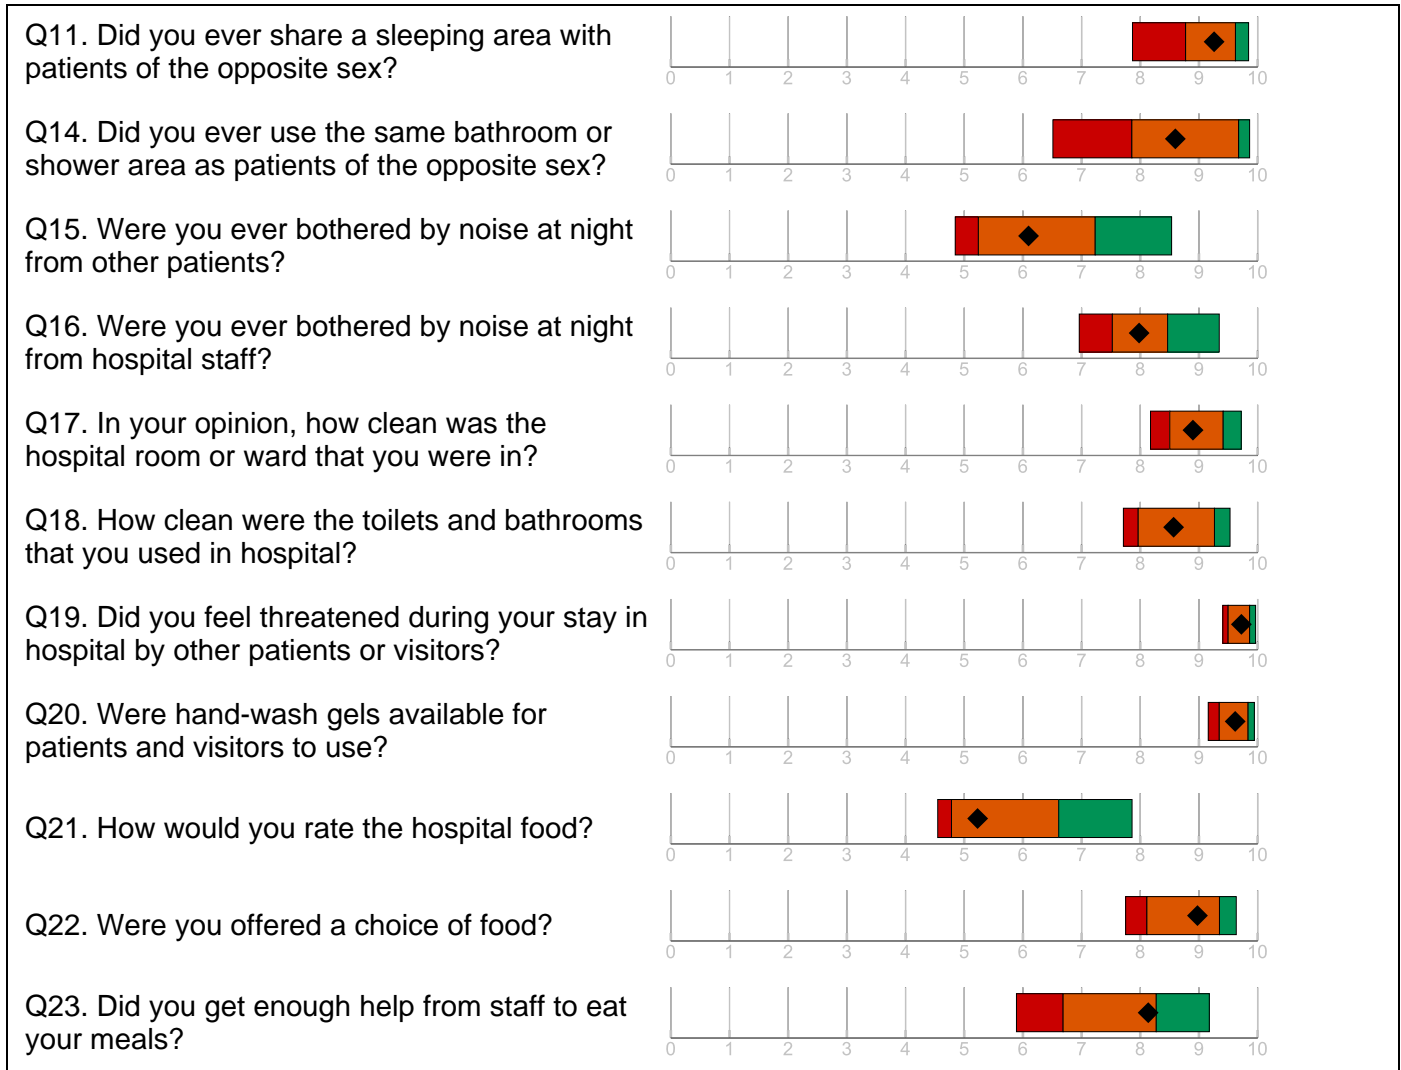 Q11. Did you ever share a sleeping area with
patients of the opposite sex?
0 1 2 3 4 5 6 7 8 9 10
Q14. Did you ever use the same bathroom or
shower area as patients of the opposite sex?
0 1 2 3 4 5 6 7 8 9 10
Q15. Were you ever bothered by noise at night
from other patients?
0 1 2 3 4 5 6 7 8 9 10
Q16. Were you ever bothered by noise at night
from hospital staff?
0 1 2 3 4 5 6 7 8 9 10
Q17. In your opinion, how clean was the
hospital room or ward that you were in?
0 1 2 3 4 5 6 7 8 9 10
Q18. How clean were the toilets and bathrooms
that you used in hospital?
0 1 2 3 4 5 6 7 8 9 10
Q19. Did you feel threatened during your stay in
hospital by other patients or visitors?
0 1 2 3 4 5 6 7 8 9 10
Q20. Were hand-wash gels available for
patients and visitors to use?
0 1 2 3 4 5 6 7 8 9 10
Q21. How would you rate the hospital food?
0 1 2 3 4 5 6 7 8 9 10
Q22. Were you offered a choice of food?
0 1 2 3 4 5 6 7 8 9 10
Q23. Did you get enough help from staff to eat
your meals?
0 1 2 3 4 5 6 7 8 9 10